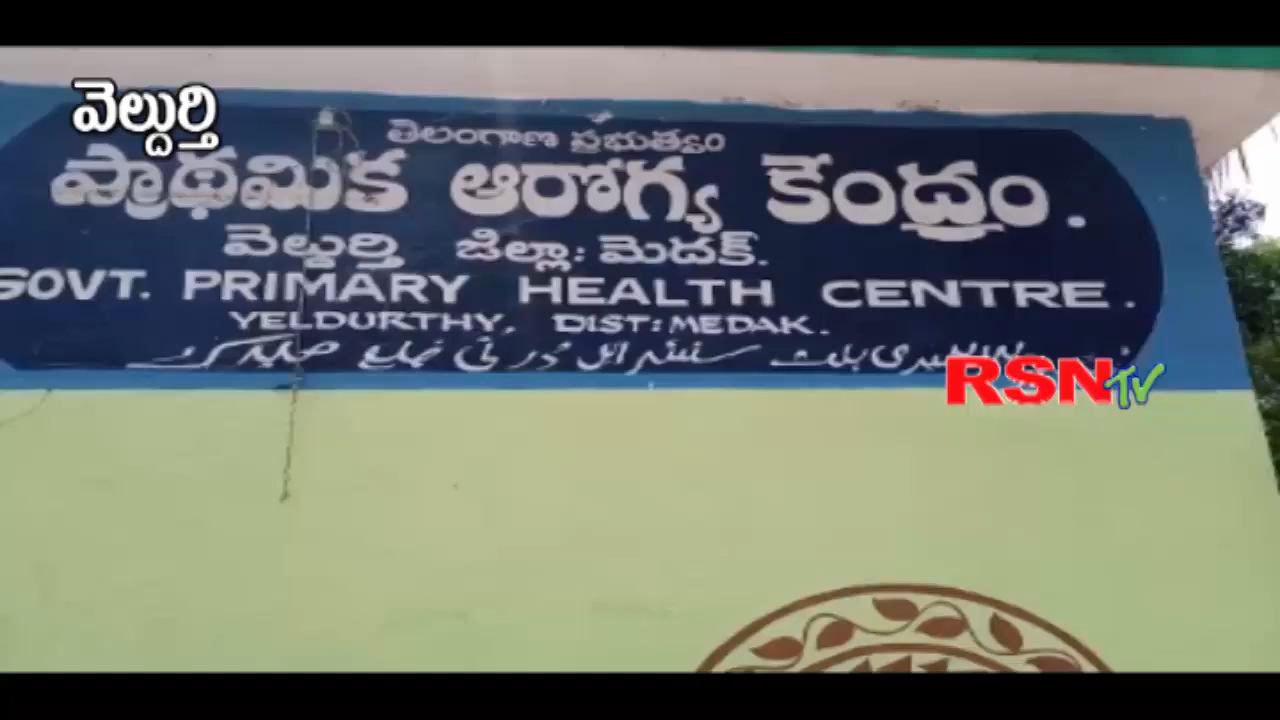 వెల్దుర్తి
తెలంగాణ ప్రభుత్వం
ప్రాథమిక ఆరోగ్య కేంద్రం.
వెల్దుర్తి జిల్లా: మెదక్.
GOVT. PRIMARY HEALTH CENTRE.
YELDURTHY, DIST: MEDAK.
RSN TV